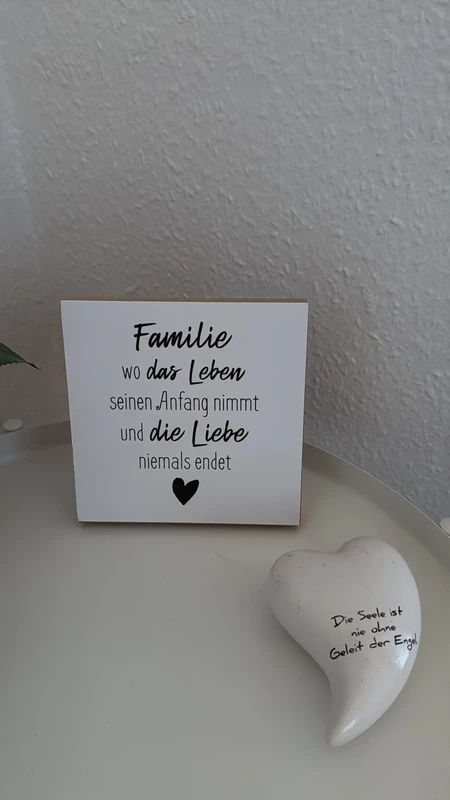 Familie
wo das Leben
seinen Anfang nimmt
und die Liebe
niemals endet
Die Seele ist
nie ohne
Geleit der Engel